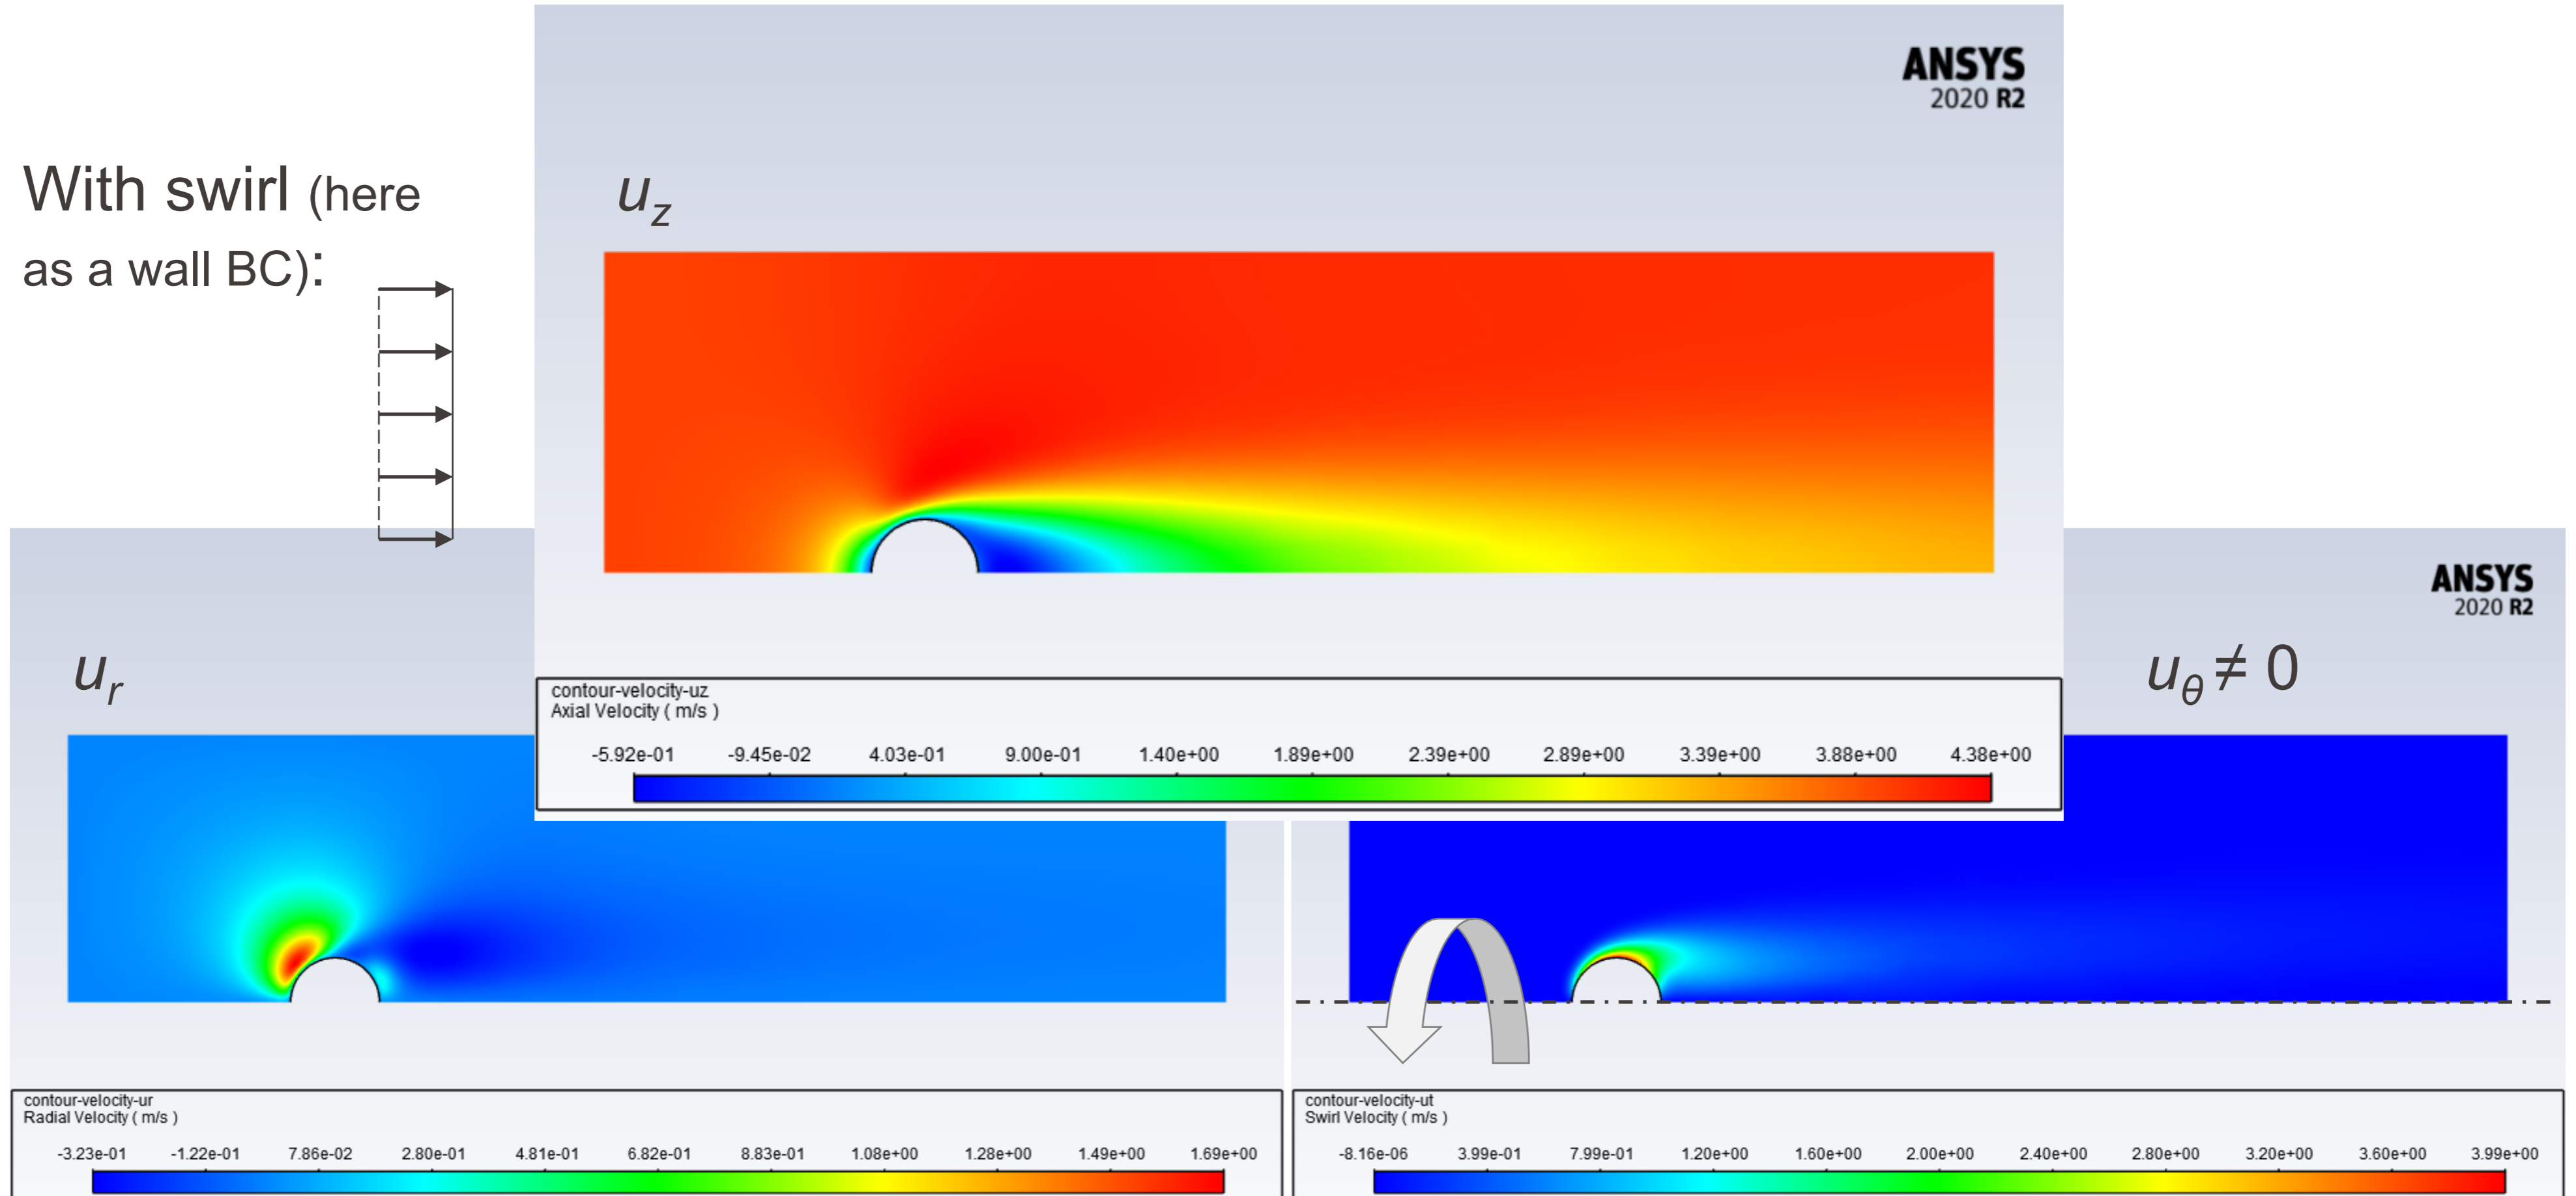 With swirl (here
as a wall BC):
ANSYS
2020 R2
u_z
contour-velocity-uz
Axial Velocity ( m/s )
-5.92e-01 -9.45e-02 4.03e-01 9.00e-01 1.40e+00 1.89e+00 2.39e+00 2.89e+00 3.39e+00 3.88e+00 4.38e+00
u_r
contour-velocity-ur
Radial Velocity ( m/s )
-3.23e-01 -1.22e-01 7.86e-02 2.80e-01 4.81e-01 6.82e-01 8.83e-01 1.08e+00 1.28e+00 1.49e+00 1.69e+00
ANSYS
2020 R2
u_θ ≠ 0
contour-velocity-ut
Swirl Velocity ( m/s )
-8.16e-06 3.99e-01 7.99e-01 1.20e+00 1.60e+00 2.00e+00 2.40e+00 2.80e+00 3.20e+00 3.60e+00 3.99e+00